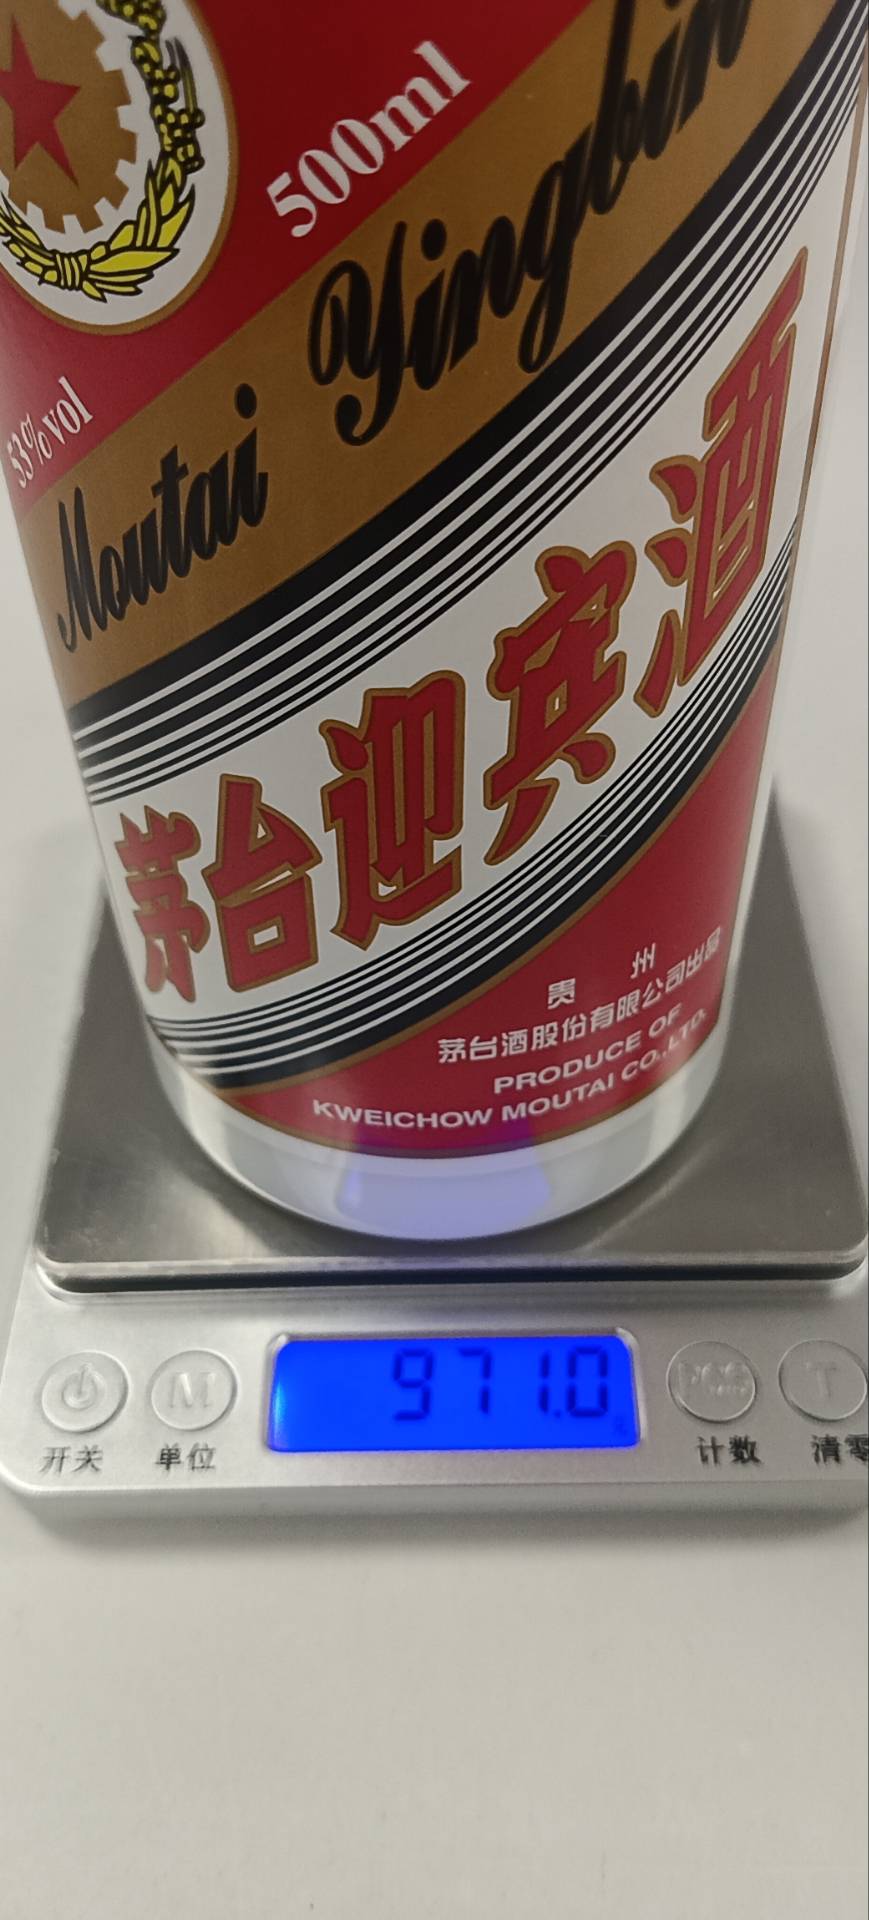 500ml
53%vol
Moutai Yingbin
茅台迎宾酒
贵 州
茅台酒股份有限公司出品
PRODUCE OF
KWEICHOW MOUTAI CO.,LTD.
971.0
M PCS T
开关 单位 计数 清零